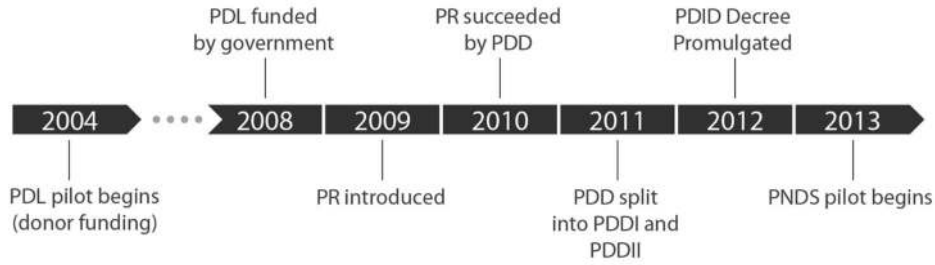 PDL funded
by government
PR succeeded
by PDD
PDID Decree
Promulgated
2004
2008
2009
2010
2011
2012
2013
PDL pilot begins
(donor funding)
PR introduced
PDD split
into PDDI and
PDDII
PNDS pilot begins